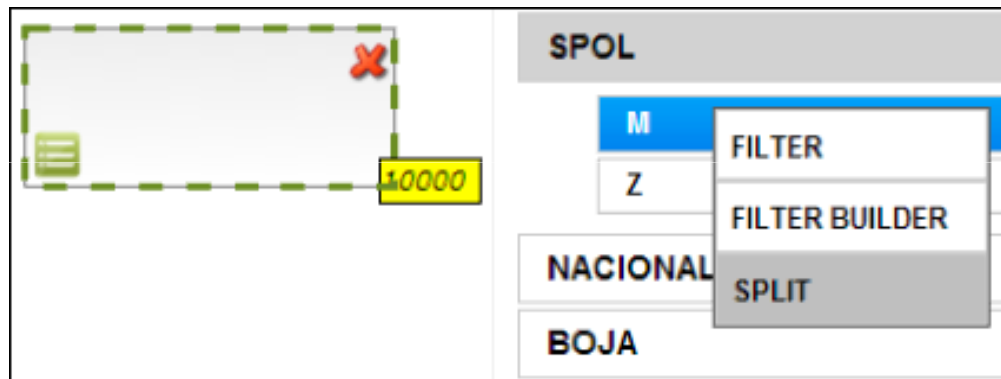 10000
SPOL
M
Z
NACIONAL
BOJA
FILTER
FILTER BUILDER
SPLIT